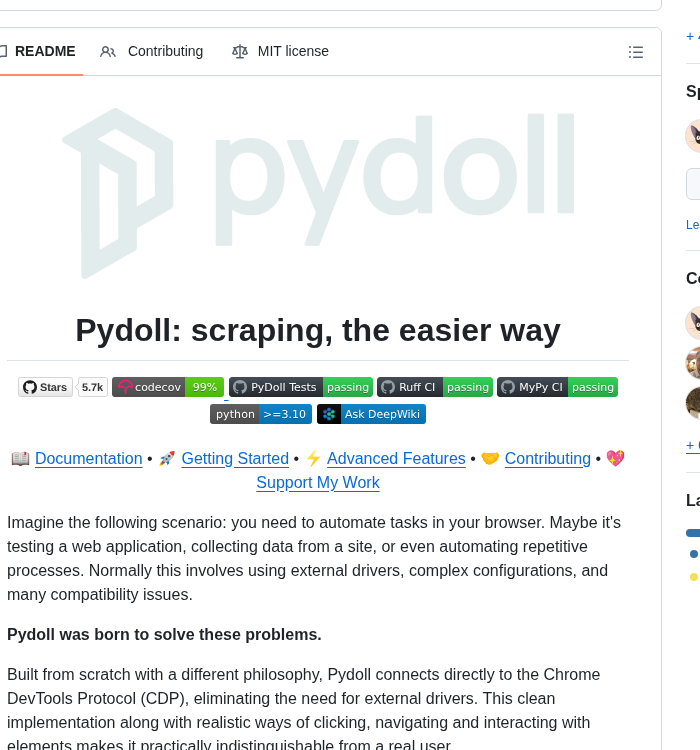 + 4
README Contributing MIT license
Sp
pydoll
Le
Co
Pydoll: scraping, the easier way
Stars 5.7k codecov 99% PyDoll Tests passing Ruff CI passing MyPy CI passing
python >=3.10 Ask DeepWiki
📖 Documentation • 🚀 Getting Started • ⚡ Advanced Features • 🤝 Contributing • 💖
Support My Work
La
Imagine the following scenario: you need to automate tasks in your browser. Maybe it's
testing a web application, collecting data from a site, or even automating repetitive
processes. Normally this involves using external drivers, complex configurations, and
many compatibility issues.
Pydoll was born to solve these problems.
Built from scratch with a different philosophy, Pydoll connects directly to the Chrome
DevTools Protocol (CDP), eliminating the need for external drivers. This clean
implementation along with realistic ways of clicking, navigating and interacting with
elements makes it practically indistinguishable from a real user.